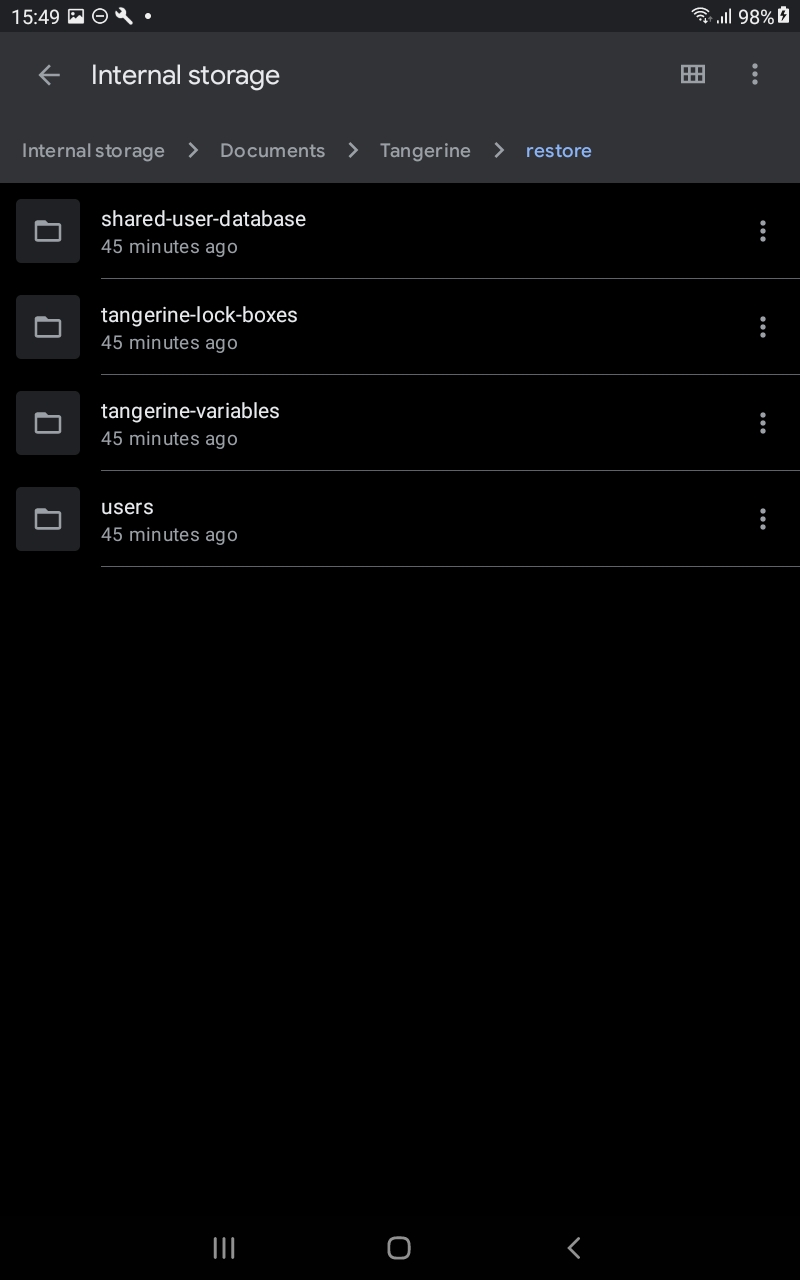 15:49 98%
Internal storage
Internal storage > Documents > Tangerine > restore
shared-user-database
45 minutes ago
tangerine-lock-boxes
45 minutes ago
tangerine-variables
45 minutes ago
users
45 minutes ago